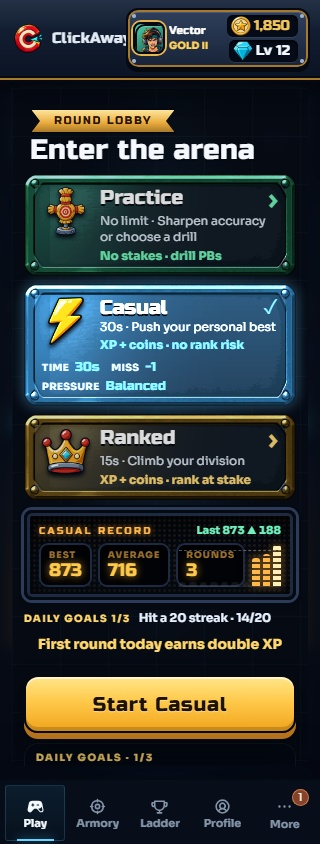 ClickAway
Vector
GOLD II
1,850
Lv 12
ROUND LOBBY
Enter the arena
Practice
No limit · Sharpen accuracy
or choose a drill
No stakes · drill PBs
Casual
30s · Push your personal best
XP + coins · no rank risk
TIME 30s MISS -1
PRESSURE Balanced
Ranked
15s · Climb your division
XP + coins · rank at stake
CASUAL RECORD
Last 873 ▲ 188
BEST
873
AVERAGE
716
ROUNDS
3
DAILY GOALS 1/3 Hit a 20 streak · 14/20
First round today earns double XP
Start Casual
DAILY GOALS · 1/3
Play
Armory
Ladder
Profile
1
More